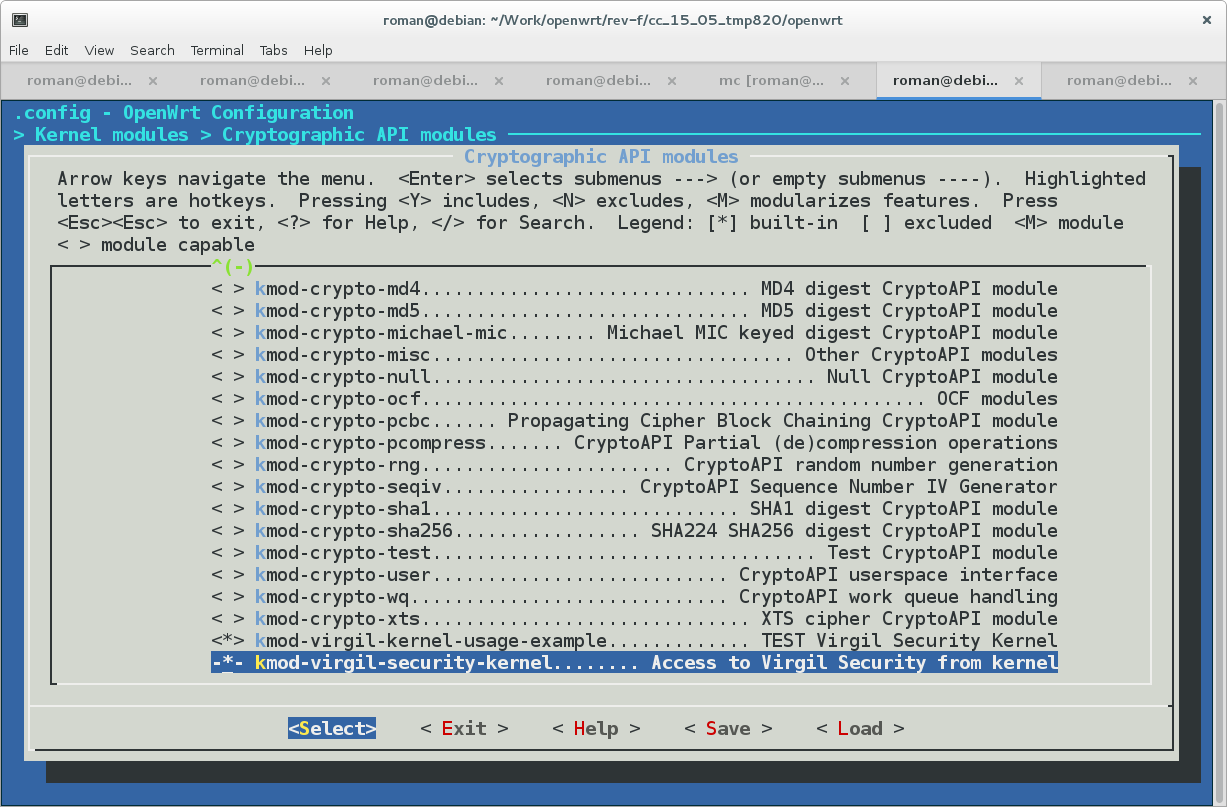 roman@debian: ~/Work/openwrt/rev-f/cc_15_05_tmp820/openwrt
File Edit View Search Terminal Tabs Help
roman@debi... × roman@debi... × roman@debi... × roman@debi... × mc [roman@... × roman@debi... × roman@debi... ×
.config - OpenWrt Configuration
> Kernel modules > Cryptographic API modules
Cryptographic API modules
Arrow keys navigate the menu.  <Enter> selects submenus ---> (or empty submenus ----).  Highlighted
letters are hotkeys.  Pressing <Y> includes, <N> excludes, <M> modularizes features.  Press
<Esc><Esc> to exit, <?> for Help, </> for Search.  Legend: [*] built-in  [ ] excluded  <M> module
< > module capable
^(-)
< > kmod-crypto-md4.............................. MD4 digest CryptoAPI module
< > kmod-crypto-md5.............................. MD5 digest CryptoAPI module
< > kmod-crypto-michael-mic........ Michael MIC keyed digest CryptoAPI module
< > kmod-crypto-misc................................. Other CryptoAPI modules
< > kmod-crypto-null................................... Null CryptoAPI module
< > kmod-crypto-ocf.............................................. OCF modules
< > kmod-crypto-pcbc...... Propagating Cipher Block Chaining CryptoAPI module
< > kmod-crypto-pcompress....... CryptoAPI Partial (de)compression operations
< > kmod-crypto-rng....................... CryptoAPI random number generation
< > kmod-crypto-seqiv................. CryptoAPI Sequence Number IV Generator
< > kmod-crypto-sha1............................ SHA1 digest CryptoAPI module
< > kmod-crypto-sha256................. SHA224 SHA256 digest CryptoAPI module
< > kmod-crypto-test................................... Test CryptoAPI module
< > kmod-crypto-user........................... CryptoAPI userspace interface
< > kmod-crypto-wq............................. CryptoAPI work queue handling
< > kmod-crypto-xts.............................. XTS cipher CryptoAPI module
<*> kmod-virgil-kernel-usage-example............. TEST Virgil Security Kernel
-*- kmod-virgil-security-kernel........ Access to Virgil Security from kernel
<Select> < Exit > < Help > < Save > < Load >